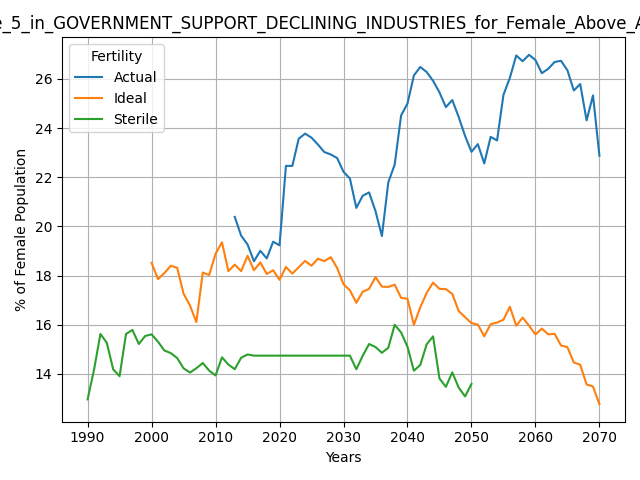 e_5_in_GOVERNMENT_SUPPORT_DECLINING_INDUSTRIES_for_Female_Above_A
Fertility
Actual
Ideal
Sterile
% of Female Population
26
24
22
20
18
16
14
1990 2000 2010 2020 2030 2040 2050 2060 2070
Years